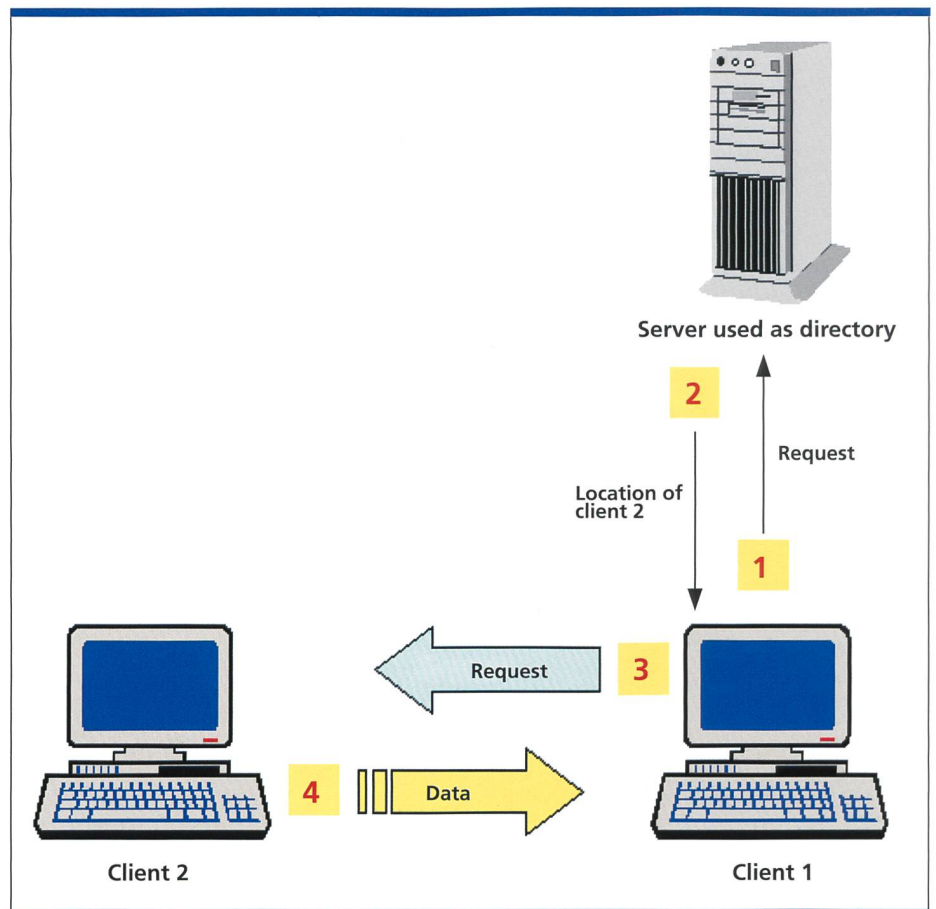 Server used as directory
2
Request
Location of
client 2
1
Request
3
4
Data
Client 2
Client 1